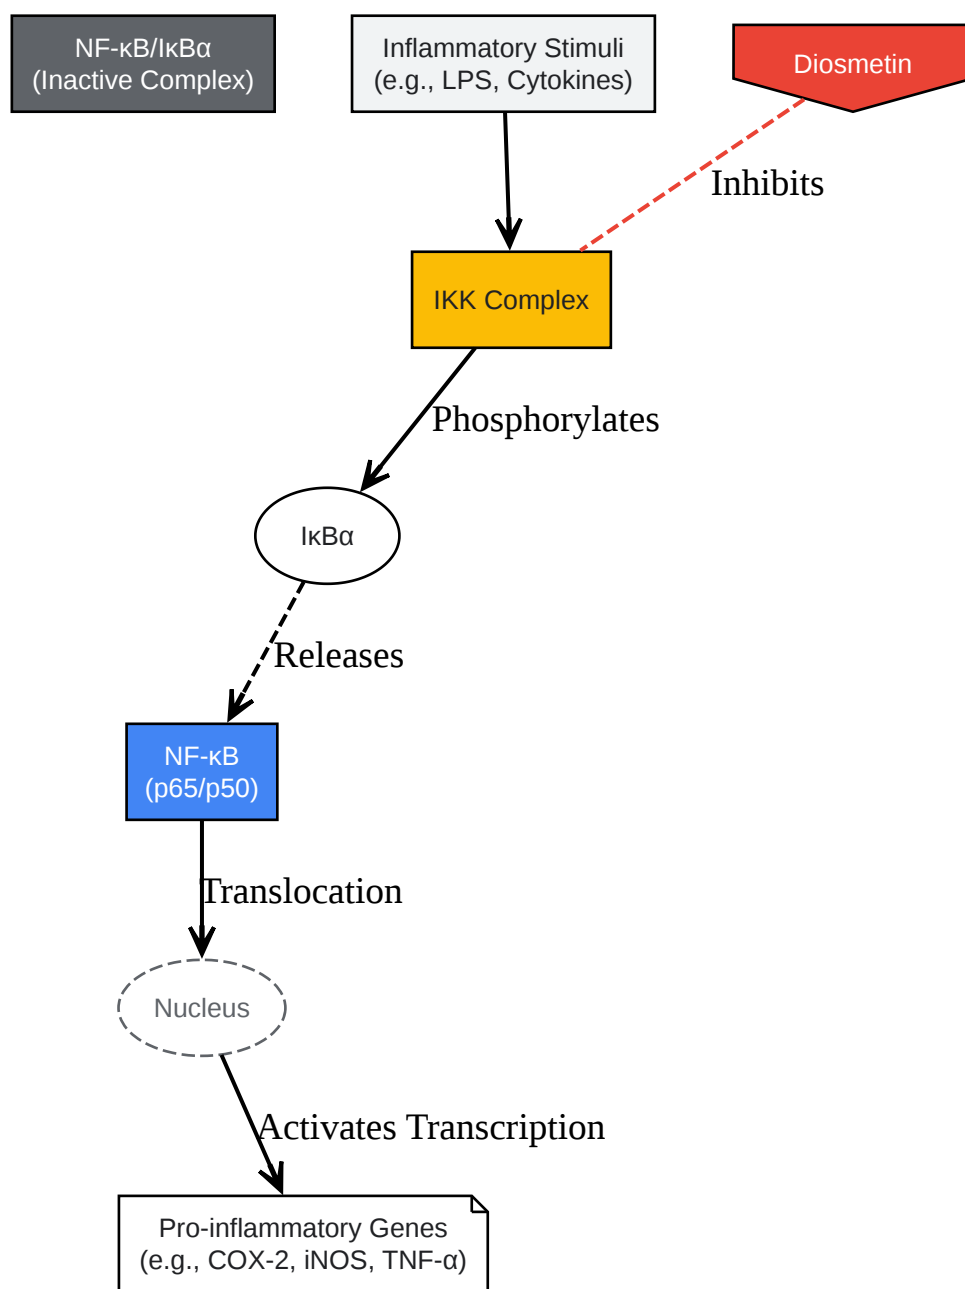 NF-κB/IκBα
(Inactive Complex)
Inflammatory Stimuli
(e.g., LPS, Cytokines)
Diosmetin
Inhibits
IKK Complex
Phosphorylates
IκBα
Releases
NF-κB
(p65/p50)
Translocation
Nucleus
Activates Transcription
Pro-inflammatory Genes
(e.g., COX-2, iNOS, TNF-α)